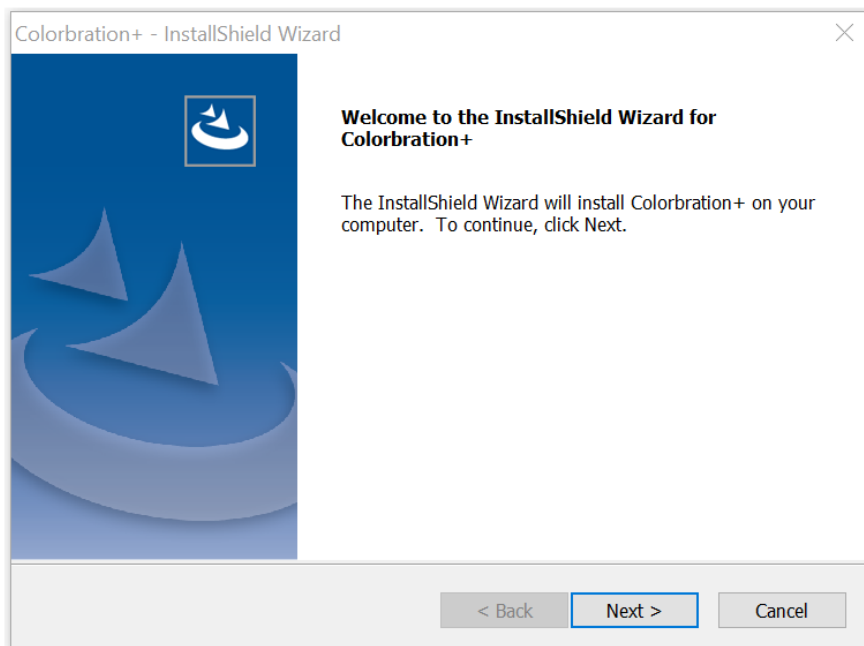 Colorbration+ - InstallShield Wizard
Welcome to the InstallShield Wizard for
Colorbration+
The InstallShield Wizard will install Colorbration+ on your
computer. To continue, click Next.
< Back
Next >
Cancel